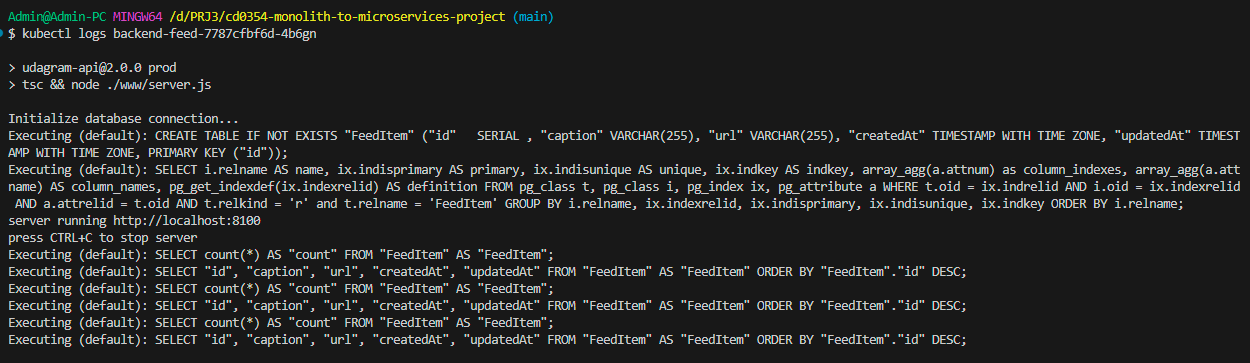 Admin@Admin-PC MINGW64 /d/PRJ3/cd0354-monolith-to-microservices-project (main)
$ kubectl logs backend-feed-7787cfbf6d-4b6gn
> udagram-api@2.0.0 prod
> tsc && node ./www/server.js
Initialize database connection...
Executing (default): CREATE TABLE IF NOT EXISTS "FeedItem" ("id"   SERIAL , "caption" VARCHAR(255), "url" VARCHAR(255), "createdAt" TIMESTAMP WITH TIME ZONE, "updatedAt" TIMEST
AMP WITH TIME ZONE, PRIMARY KEY ("id"));
Executing (default): SELECT i.relname AS name, ix.indisprimary AS primary, ix.indisunique AS unique, ix.indkey AS indkey, array_agg(a.attnum) as column_indexes, array_agg(a.att
name) AS column_names, pg_get_indexdef(ix.indexrelid) AS definition FROM pg_class t, pg_class i, pg_index ix, pg_attribute a WHERE t.oid = ix.indrelid AND i.oid = ix.indexrelid
 AND a.attrelid = t.oid AND t.relkind = 'r' and t.relname = 'FeedItem' GROUP BY i.relname, ix.indexrelid, ix.indisprimary, ix.indisunique, ix.indkey ORDER BY i.relname;
server running http://localhost:8100
press CTRL+C to stop server
Executing (default): SELECT count(*) AS "count" FROM "FeedItem" AS "FeedItem";
Executing (default): SELECT "id", "caption", "url", "createdAt", "updatedAt" FROM "FeedItem" AS "FeedItem" ORDER BY "FeedItem"."id" DESC;
Executing (default): SELECT count(*) AS "count" FROM "FeedItem" AS "FeedItem";
Executing (default): SELECT "id", "caption", "url", "createdAt", "updatedAt" FROM "FeedItem" AS "FeedItem" ORDER BY "FeedItem"."id" DESC;
Executing (default): SELECT count(*) AS "count" FROM "FeedItem" AS "FeedItem";
Executing (default): SELECT "id", "caption", "url", "createdAt", "updatedAt" FROM "FeedItem" AS "FeedItem" ORDER BY "FeedItem"."id" DESC;